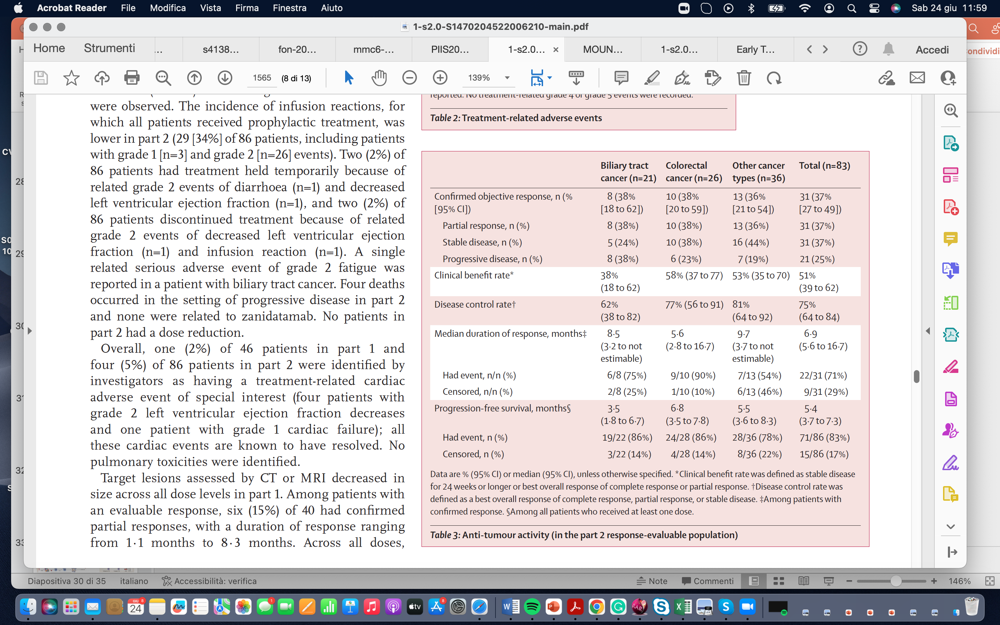 Acrobat Reader File Modifica Vista Firma Finestra Aiuto Sab 24 giu 11:59
1-s2.0-S1470204522006210-main.pdf
Home Strumenti ... s4138... fon-20... mmc6-... PIIS20... 1-s2.0... × MOUN... 1-s2.0... Early T... Accedi
ondividi
1565 (8 di 13) 139%
were observed. The incidence of infusion reactions, for
which all patients received prophylactic treatment, was
lower in part 2 (29 [34%] of 86 patients, including patients
with grade 1 [n=3] and grade 2 [n=26] events). Two (2%) of
86 patients had treatment held temporarily because of
related grade 2 events of diarrhoea (n=1) and decreased
left ventricular ejection fraction (n=1), and two (2%) of
86 patients discontinued treatment because of related
grade 2 events of decreased left ventricular ejection
fraction (n=1) and infusion reaction (n=1). A single
related serious adverse event of grade 2 fatigue was
reported in a patient with biliary tract cancer. Four deaths
occurred in the setting of progressive disease in part 2
and none were related to zanidatamab. No patients in
part 2 had a dose reduction.
Overall, one (2%) of 46 patients in part 1 and
four (5%) of 86 patients in part 2 were identified by
investigators as having a treatment-related cardiac
adverse event of special interest (four patients with
grade 2 left ventricular ejection fraction decreases
and one patient with grade 1 cardiac failure); all
these cardiac events are known to have resolved. No
pulmonary toxicities were identified.
Target lesions assessed by CT or MRI decreased in
size across all dose levels in part 1. Among patients with
an evaluable response, six (15%) of 40 had confirmed
partial responses, with a duration of response ranging
from 1·1 months to 8·3 months. Across all doses,
reported. No treatment-related grade 4 or grade 5 events were recorded.
Table 2: Treatment-related adverse events
Biliary tract Colorectal Other cancer Total (n=83)
cancer (n=21) cancer (n=26) types (n=36)
Confirmed objective response, n (% 8 (38% 10 (38% 13 (36% 31 (37%
[95% CI]) [18 to 62]) [20 to 59]) [21 to 54]) [27 to 49])
Partial response, n (%) 8 (38%) 10 (38%) 13 (36%) 31 (37%)
Stable disease, n (%) 5 (24%) 10 (38%) 16 (44%) 31 (37%)
Progressive disease, n (%) 8 (38%) 6 (23%) 7 (19%) 21 (25%)
Clinical benefit rate* 38% 58% (37 to 77) 53% (35 to 70) 51%
(18 to 62) (39 to 62)
Disease control rate† 62% 77% (56 to 91) 81% 75%
(38 to 82) (64 to 92) (64 to 84)
Median duration of response, months‡ 8·5 5·6 9·7 6·9
(3·2 to not (2·8 to 16·7) (3·7 to not (5·6 to 16·7)
estimable) estimable)
Had event, n/n (%) 6/8 (75%) 9/10 (90%) 7/13 (54%) 22/31 (71%)
Censored, n/n (%) 2/8 (25%) 1/10 (10%) 6/13 (46%) 9/31 (29%)
Progression-free survival, months§ 3·5 6·8 5·5 5·4
(1·8 to 6·7) (3·5 to 7·8) (3·6 to 8·3) (3·7 to 7·3)
Had event, n (%) 19/22 (86%) 24/28 (86%) 28/36 (78%) 71/86 (83%)
Censored, n (%) 3/22 (14%) 4/28 (14%) 8/36 (22%) 15/86 (17%)
Data are % (95% CI) or median (95% CI), unless otherwise specified. *Clinical benefit rate was defined as stable disease
for 24 weeks or longer or best overall response of complete response or partial response. †Disease control rate was
defined as a best overall response of complete response, partial response, or stable disease. ‡Among patients with
confirmed response. §Among all patients who received at least one dose.
Table 3: Anti-tumour activity (in the part 2 response-evaluable population)
28
29
30
31
32
33
Diapositiva 30 di 35 italiano Accessibilità: verifica Note Commenti 146%
GIU 24 8 1 tv 8